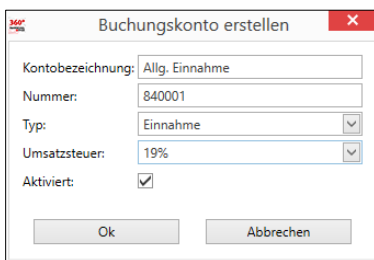 360°
Buchungskonto erstellen
Kontobezeichnung: Allg. Einnahme
Nummer: 840001
Typ: Einnahme
Umsatzsteuer: 19%
Aktiviert:
Ok Abbrechen